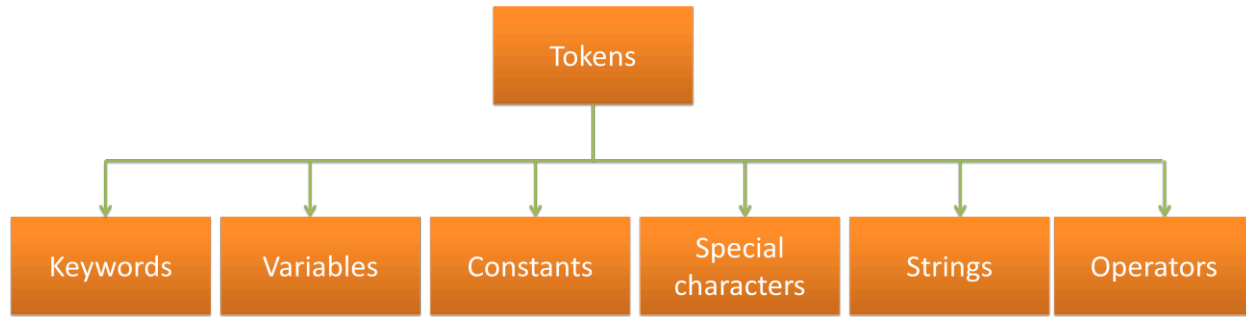 Tokens
Keywords
Variables
Constants
Special
characters
Strings
Operators